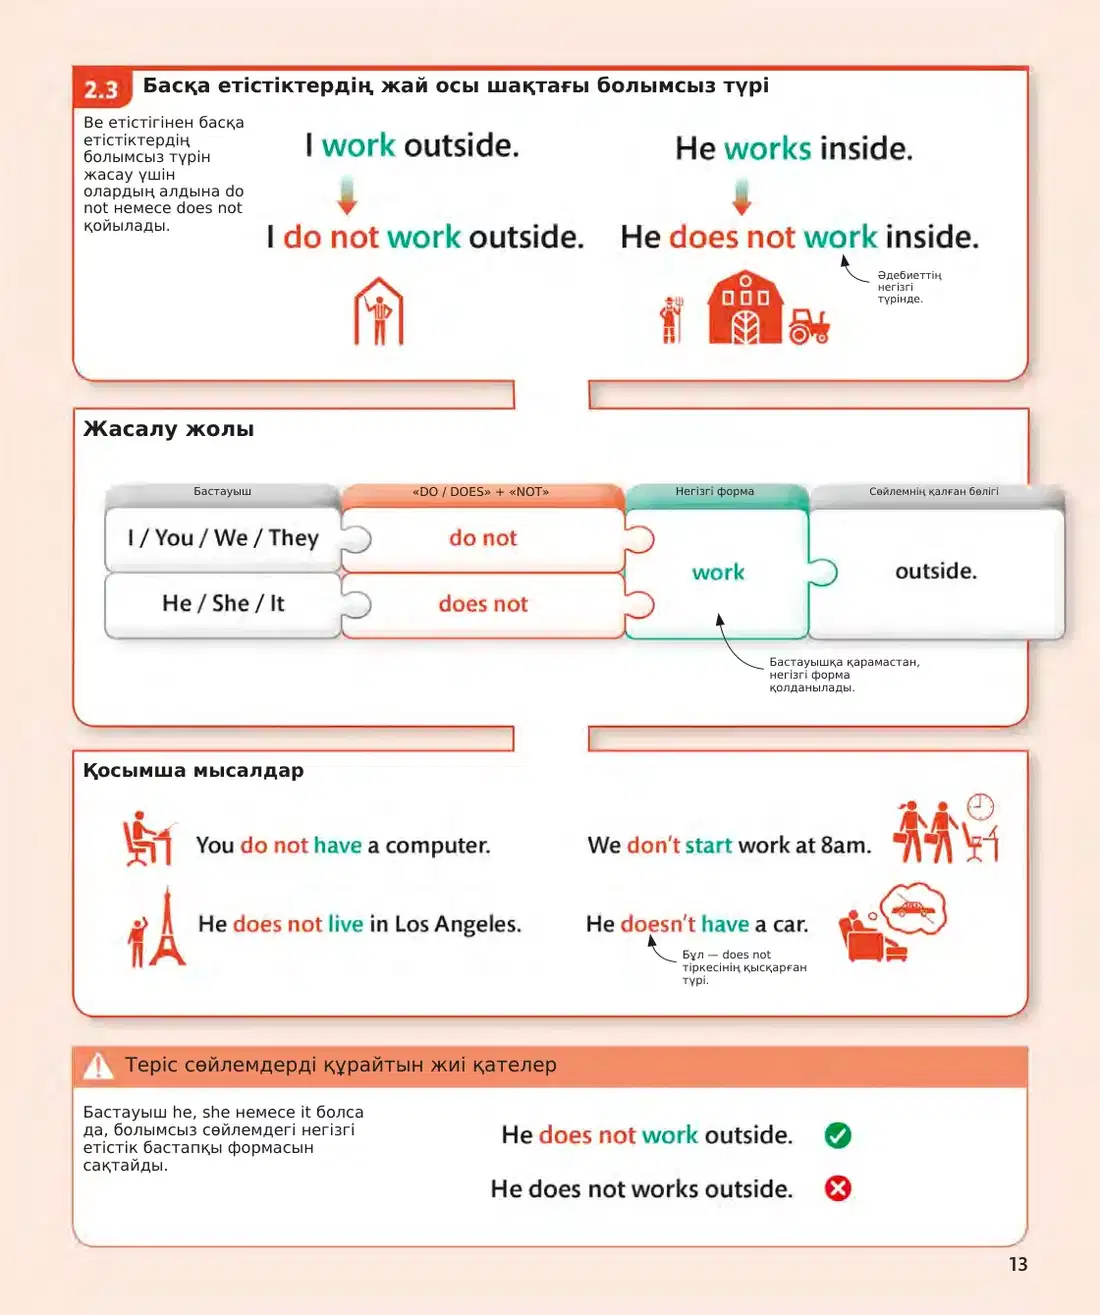 2.3 Басқа етістіктердің жай осы шақтағы болымсыз түрі
Be етістігінен басқа
етістіктердің
болымсыз түрін
жасау үшін
олардың алдына do
not немесе does not
қойылады.
I work outside.
He works inside.
I do not work outside.
He does not work inside.
Әдебиеттің
негізгі
түрінде.
Жасалу жолы
Бастауыш
«DO / DOES» + «NOT»
Негізгі форма
Сөйлемнің қалған бөлігі
I / You / We / They
do not
work
outside.
He / She / It
does not
Бастауышқа қарамастан,
негізгі форма
қолданылады.
Қосымша мысалдар
You do not have a computer.
We don't start work at 8am.
He does not live in Los Angeles.
He doesn't have a car.
Бұл — does not
тіркесінің қысқарған
түрі.
Теріс сөйлемдерді құрайтын жиі қателер
Бастауыш he, she немесе it болса
да, болымсыз сөйлемдегі негізгі
етістік бастапқы формасын
сақтайды.
He does not work outside.
He does not works outside.
13